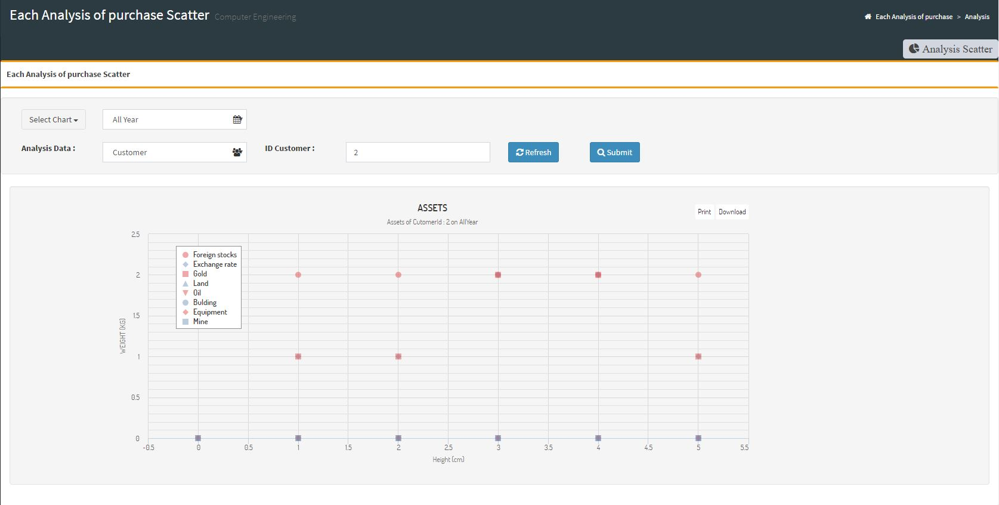 Each Analysis of purchase Scatter Computer Engineering
Each Analysis of purchase > Analysis
Analysis Scatter
Each Analysis of purchase Scatter
Select Chart
All Year
Analysis Data :
Customer
ID Customer :
2
Refresh
Submit
ASSETS
Assets of CutomerId : 2 on AllYear
Print
Download
WEIGHT (KG)
2.5
2
1.5
1
0.5
0
Foreign stocks
Exchange rate
Gold
Land
Oil
Bulding
Equipment
Mine
-0.5 0 0.5 1 1.5 2 2.5 3 3.5 4 4.5 5 5.5
Height (cm)